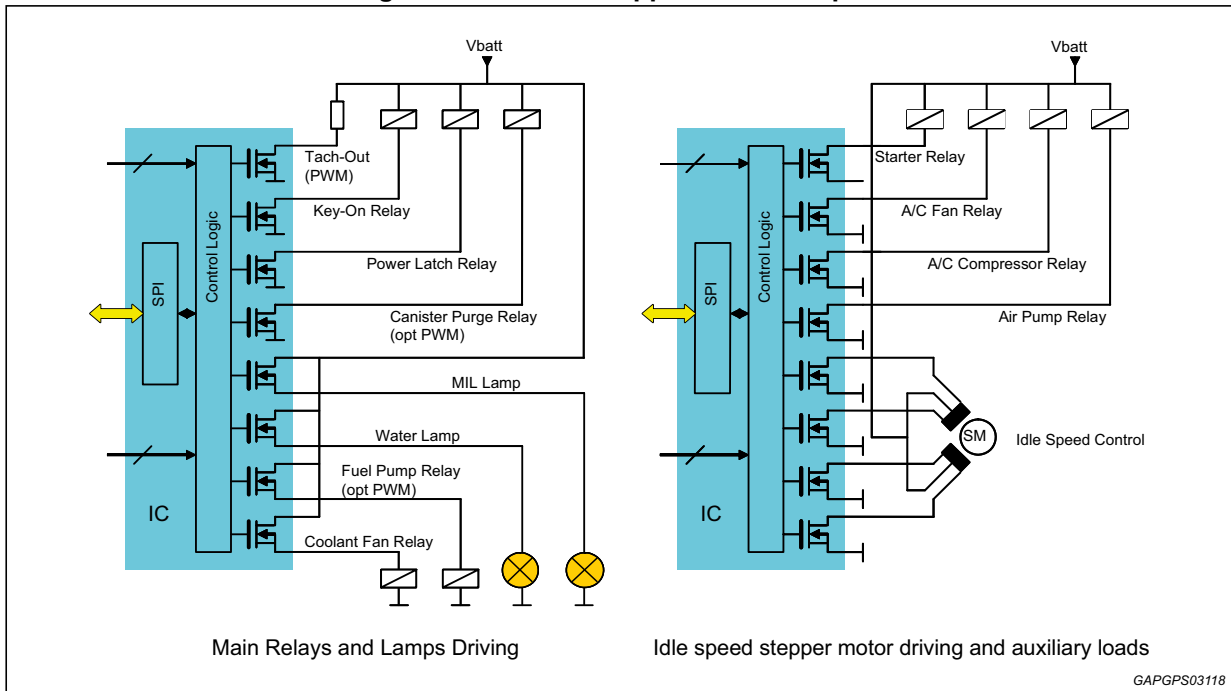 Vbatt
Tach-Out
(PWM)
Key-On Relay
Power Latch Relay
Canister Purge Relay
(opt PWM)
MIL Lamp
Water Lamp
Fuel Pump Relay
(opt PWM)
Coolant Fan Relay
SPI
Control Logic
IC
Main Relays and Lamps Driving
Vbatt
Starter Relay
A/C Fan Relay
A/C Compressor Relay
Air Pump Relay
SM
Idle Speed Control
SPI
Control Logic
IC
Idle speed stepper motor driving and auxiliary loads
GAPGPS03118